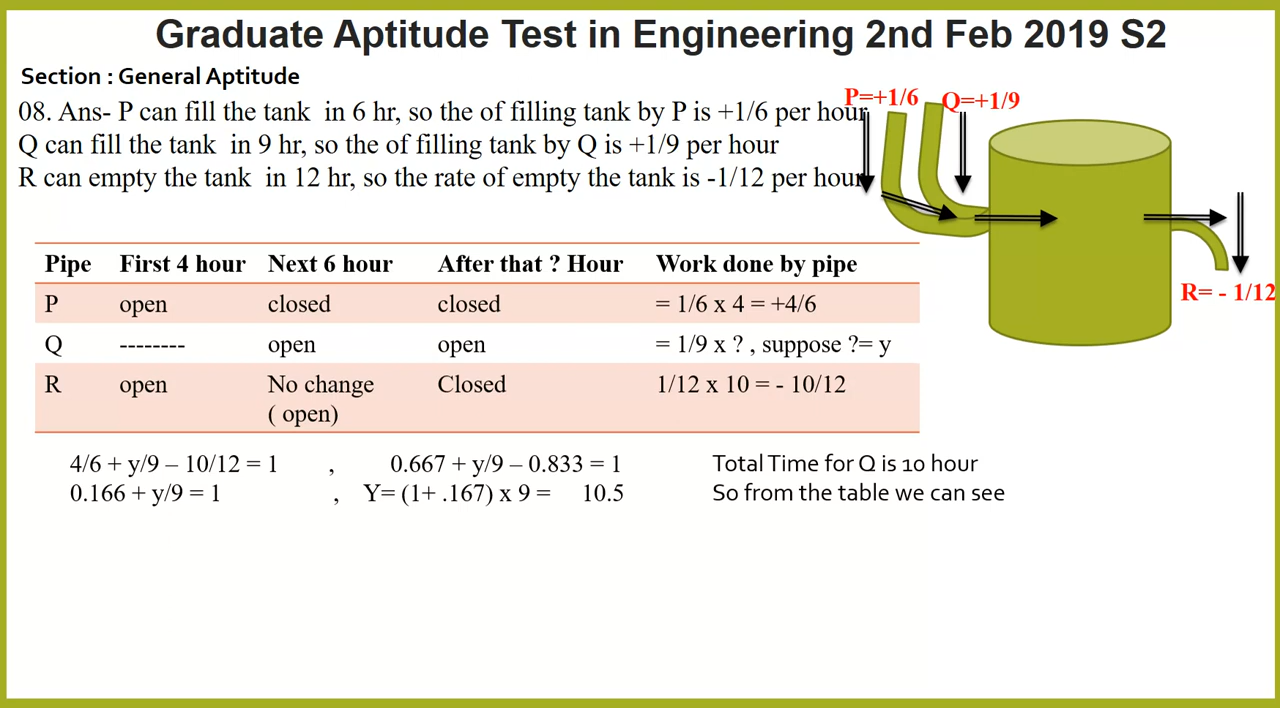 Graduate Aptitude Test in Engineering 2nd Feb 2019 S2
Section : General Aptitude
08. Ans- P can fill the tank in 6 hr, so the of filling tank by P is +1/6 per hour
Q can fill the tank in 9 hr, so the of filling tank by Q is +1/9 per hour
R can empty the tank in 12 hr, so the rate of empty the tank is -1/12 per hour
P=+1/6
Q=+1/9
R= - 1/12
Pipe First 4 hour Next 6 hour After that ? Hour Work done by pipe
P open closed closed = 1/6 x 4 = +4/6
Q -------- open open = 1/9 x ? , suppose ?= y
R open No change Closed 1/12 x 10 = - 10/12
( open)
4/6 + y/9 – 10/12 = 1 , 0.667 + y/9 – 0.833 = 1 Total Time for Q is 10 hour
0.166 + y/9 = 1 , Y= (1+ .167) x 9 = 10.5 So from the table we can see